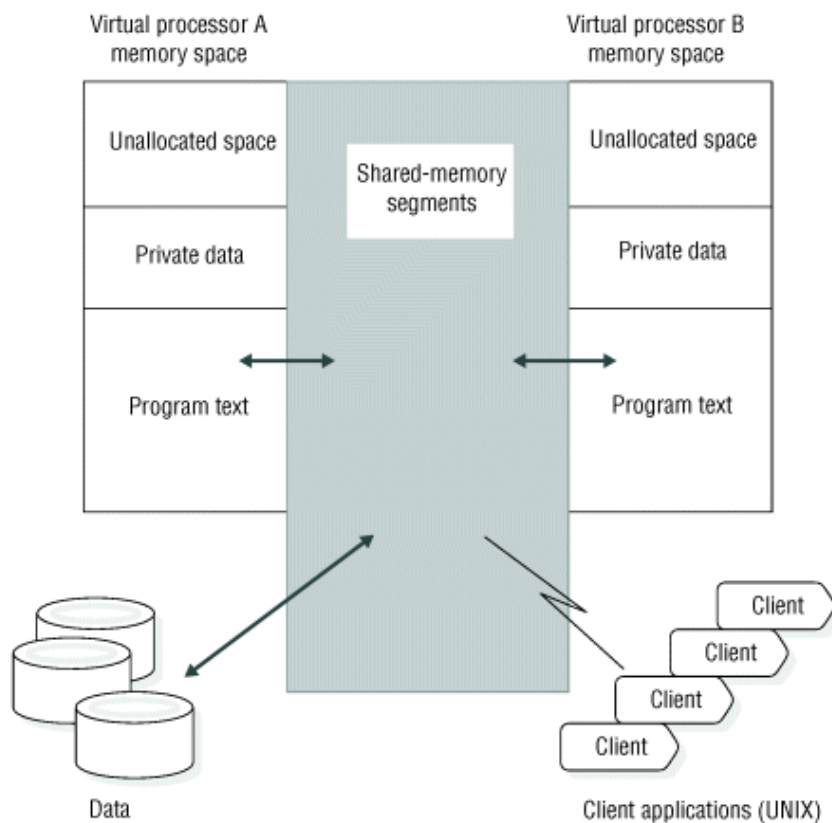 Virtual processor A
memory space
Virtual processor B
memory space
Unallocated space
Shared-memory
segments
Unallocated space
Private data
Private data
Program text
Program text
Client
Client
Client
Client
Data
Client applications (UNIX)